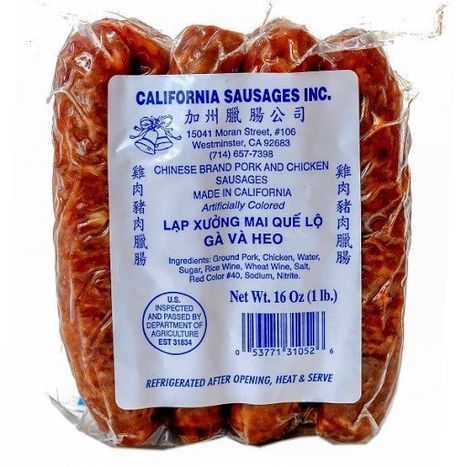 CALIFORNIA SAUSAGES INC.
加州臘腸公司
15041 Moran Street, #106
Westminster, CA 92683
(714) 657-7398
CHINESE BRAND PORK AND CHICKEN
SAUSAGES
MADE IN CALIFORNIA
Artificially Colored
LẠP XƯỞNG MAI QUẾ LỘ
GÀ VÀ HEO
雞肉豬肉臘腸
雞肉豬肉臘腸
Ingredients: Ground Pork, Chicken, Water,
Sugar, Rice Wine, Wheat Wine, Salt,
Red Color #40, Sodium, Nitrite.
U.S.
INSPECTED
AND PASSED BY
DEPARTMENT OF
AGRICULTURE
EST 31834
Net Wt. 16 Oz (1 lb.)
0 53771 31052 6
REFRIGERATED AFTER OPENING, HEAT & SERVE